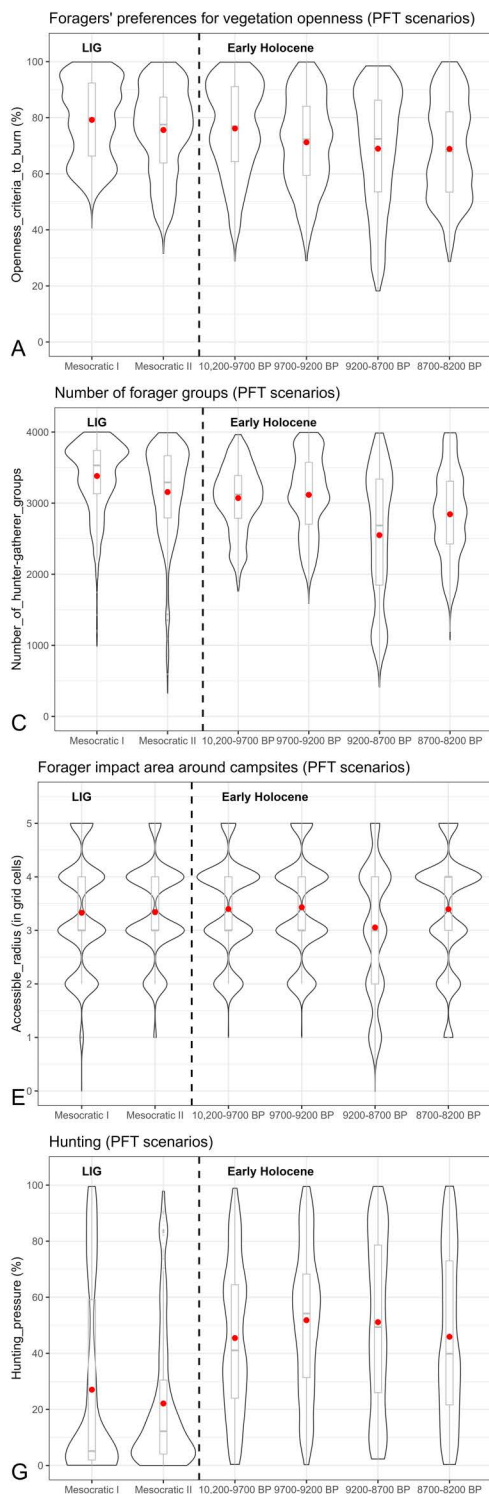 Foragers' preferences for vegetation openness (PFT scenarios)
LIG
Early Holocene
100
80
60
40
20
0
Openness_criteria_to_burn (%)
A
Mesocratic I
Mesocratic II
10,200-9700 BP
9700-9200 BP
9200-8700 BP
8700-8200 BP
Number of forager groups (PFT scenarios)
LIG
Early Holocene
4000
3000
2000
1000
0
Number_of_hunter-gatherer_groups
C
Mesocratic I
Mesocratic II
10,200-9700 BP
9700-9200 BP
9200-8700 BP
8700-8200 BP
Forager impact area around campsites (PFT scenarios)
LIG
Early Holocene
5
4
3
2
1
0
Accessible_radius (in grid cells)
E
Mesocratic I
Mesocratic II
10,200-9700 BP
9700-9200 BP
9200-8700 BP
8700-8200 BP
Hunting (PFT scenarios)
LIG
Early Holocene
100
80
60
40
20
0
Hunting_pressure (%)
G
Mesocratic I
Mesocratic II
10,200-9700 BP
9700-9200 BP
9200-8700 BP
8700-8200 BP